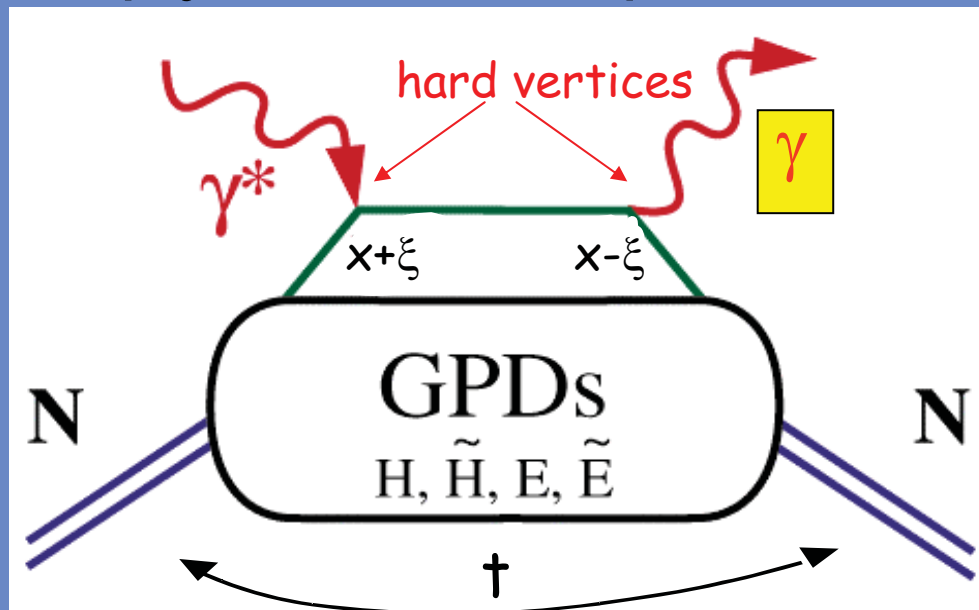 hard vertices
γ*
γ
x+ξ
x-ξ
GPDs
N
N
H, H̃, E, Ẽ
t